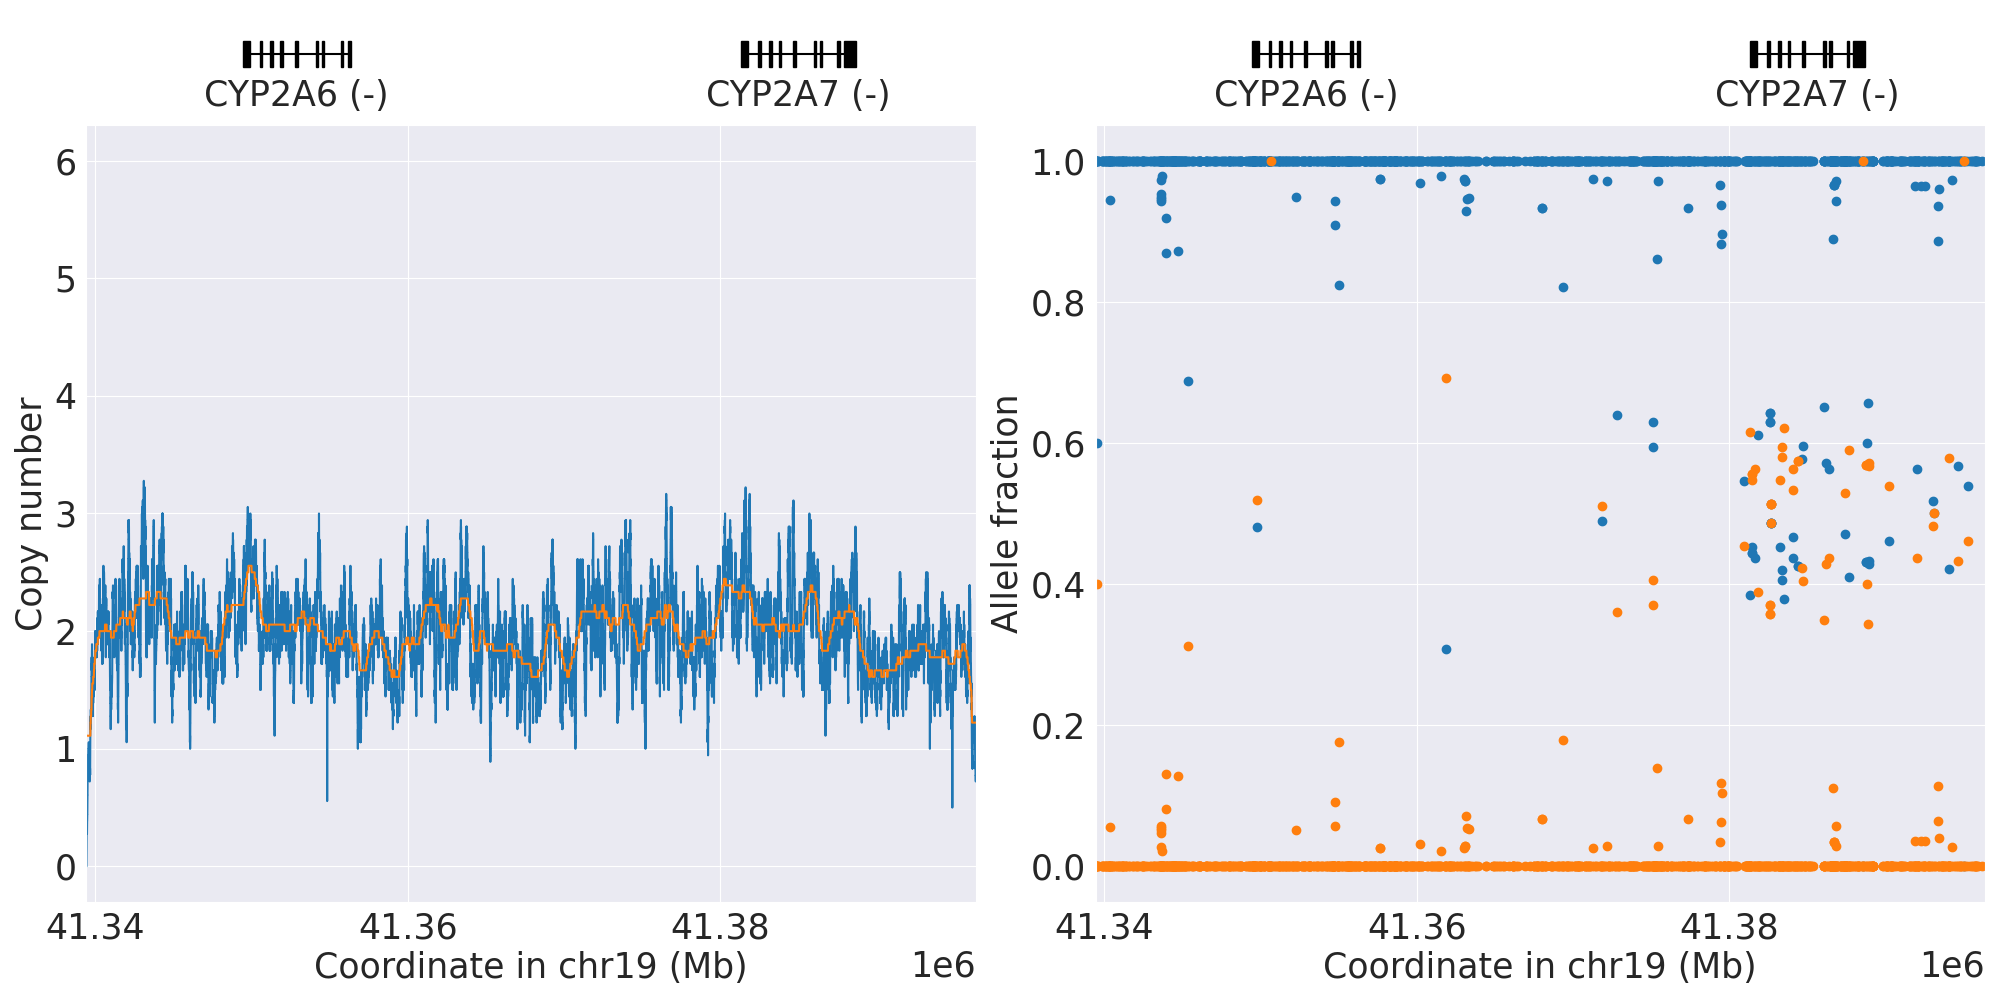 CYP2A6 (-) CYP2A7 (-) CYP2A6 (-) CYP2A7 (-)
6
5
4
3
2
1
0
Copy number
41.34 41.36 41.38
Coordinate in chr19 (Mb) 1e6
1.0
0.8
0.6
0.4
0.2
0.0
Allele fraction
41.34 41.36 41.38
Coordinate in chr19 (Mb) 1e6